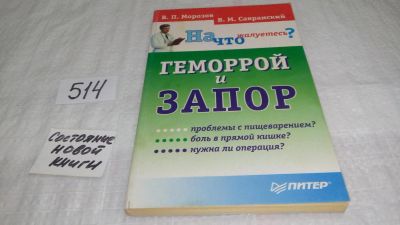 514
Состояние
новой
книги
В. П. Морозов В. М. Савранский
На что жалуетесь?
ГЕМОРРОЙ и
ЗАПОР
проблемы с пищеварением?
боль в прямой кишке?
нужна ли операция?
ПИТЕР